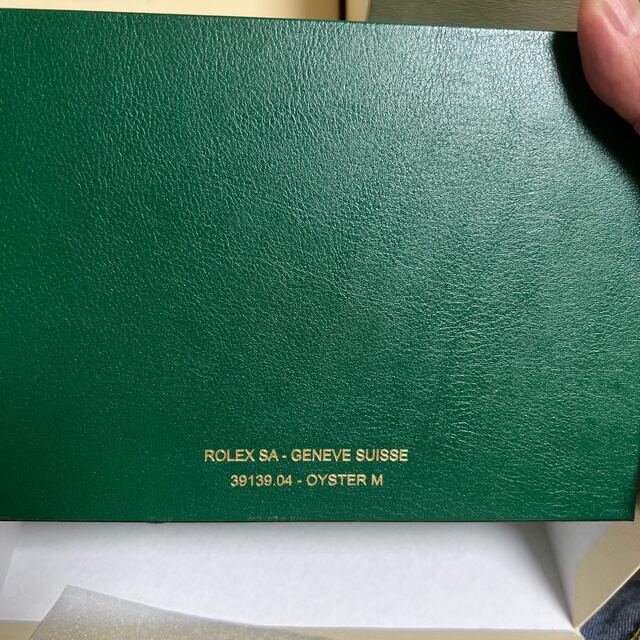 ROLEX SA - GENEVE SUISSE
39139.04 - OYSTER M